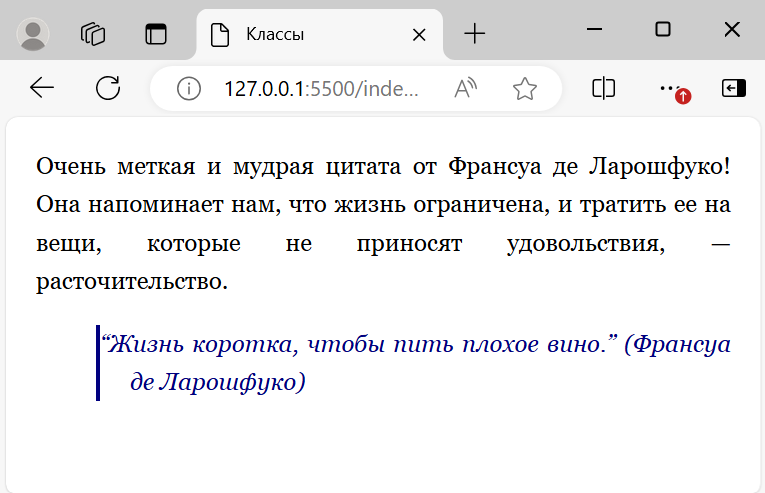 Классы
127.0.0.1:5500/inde...
Очень меткая и мудрая цитата от Франсуа де Ларошфуко!
Она напоминает нам, что жизнь ограничена, и тратить ее на
вещи, которые не приносят удовольствия, —
расточительство.
“Жизнь коротка, чтобы пить плохое вино.” (Франсуа
де Ларошфуко)